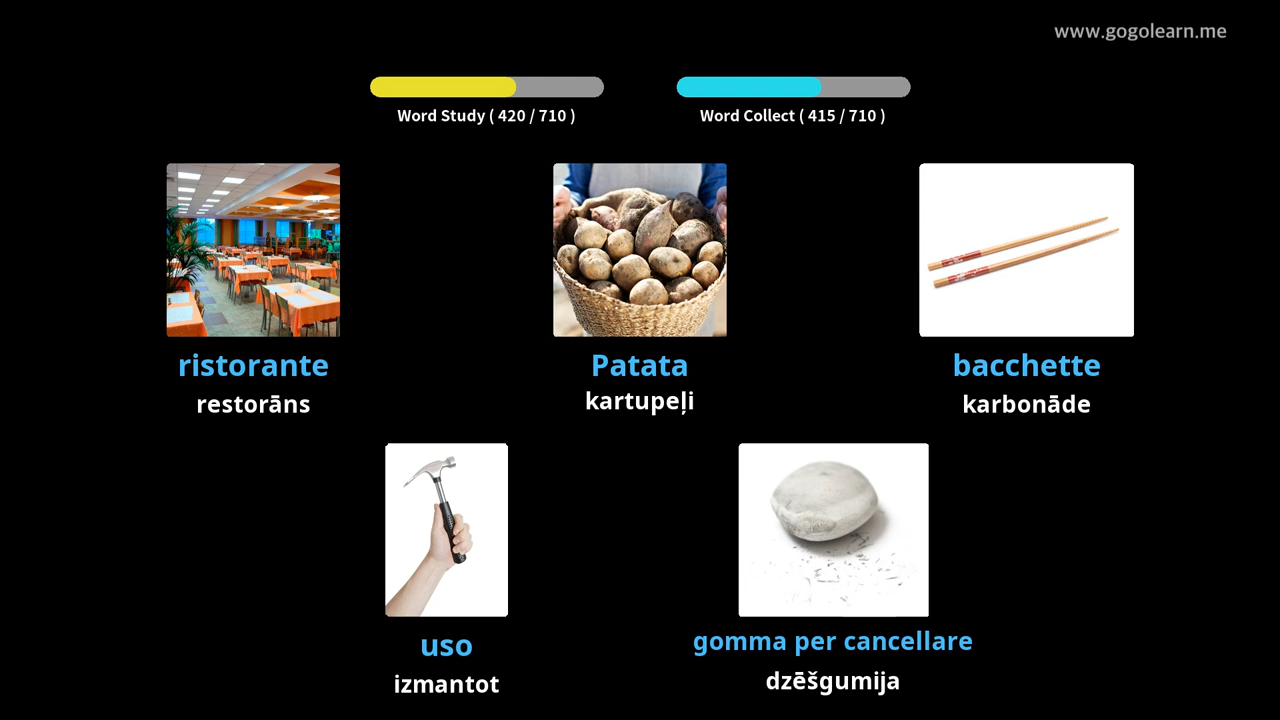 www.gogolearn.me
Word Study ( 420 / 710 )
Word Collect ( 415 / 710 )
ristorante
restorāns
Patata
kartupeļi
bacchette
karbonāde
uso
izmantot
gomma per cancellare
dzēšgumija